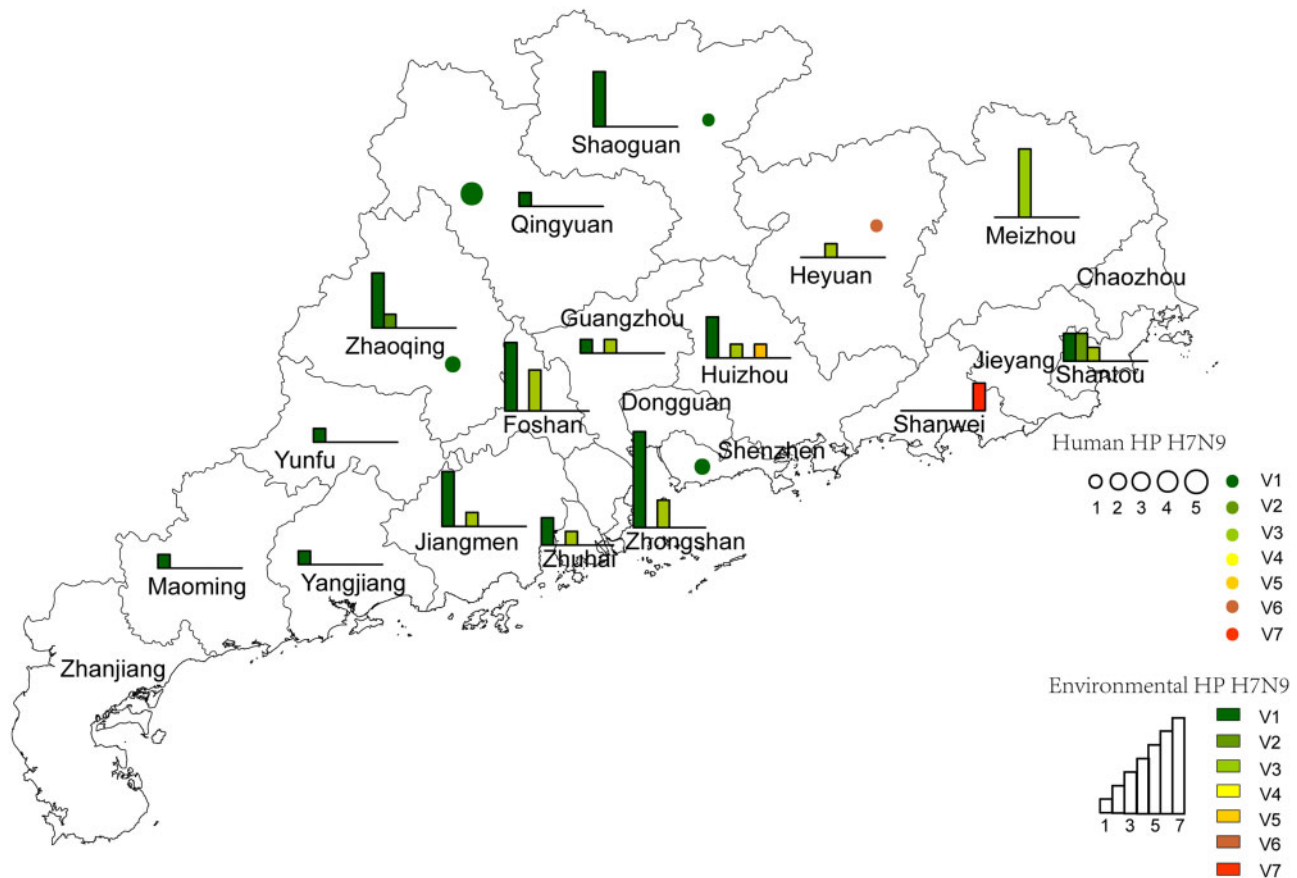 Shaoguan
Qingyuan
Meizhou
Heyuan
Chaozhou
Guangzhou
Zhaoqing
Huizhou
Jieyang
Shantou
Dongguan
Foshan
Shanwei
Shenzhen
Yunfu
Jiangmen
Zhuhai
Zhongshan
Maoming
Yangjiang
Zhanjiang
Human HP H7N9
1 2 3 4 5
V1
V2
V3
V4
V5
V6
V7
Environmental HP H7N9
1 3 5 7
V1
V2
V3
V4
V5
V6
V7